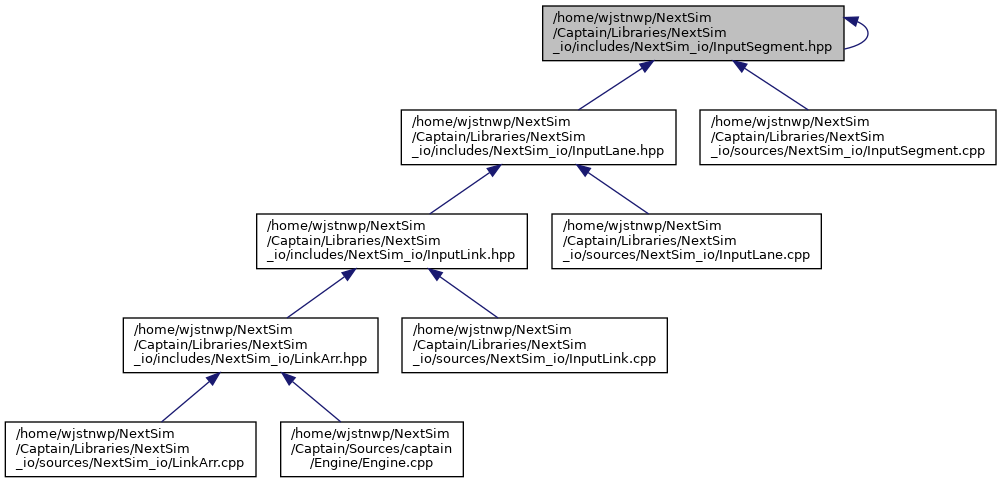 /home/wjstnwp/NextSim
/Captain/Libraries/NextSim
_io/includes/NextSim_io/InputSegment.hpp
/home/wjstnwp/NextSim
/Captain/Libraries/NextSim
_io/includes/NextSim_io/InputLane.hpp
/home/wjstnwp/NextSim
/Captain/Libraries/NextSim
_io/sources/NextSim_io/InputSegment.cpp
/home/wjstnwp/NextSim
/Captain/Libraries/NextSim
_io/includes/NextSim_io/InputLink.hpp
/home/wjstnwp/NextSim
/Captain/Libraries/NextSim
_io/sources/NextSim_io/InputLane.cpp
/home/wjstnwp/NextSim
/Captain/Libraries/NextSim
_io/includes/NextSim_io/LinkArr.hpp
/home/wjstnwp/NextSim
/Captain/Libraries/NextSim
_io/sources/NextSim_io/InputLink.cpp
/home/wjstnwp/NextSim
/Captain/Libraries/NextSim
_io/sources/NextSim_io/LinkArr.cpp
/home/wjstnwp/NextSim
/Captain/Sources/captain
/Engine/Engine.cpp